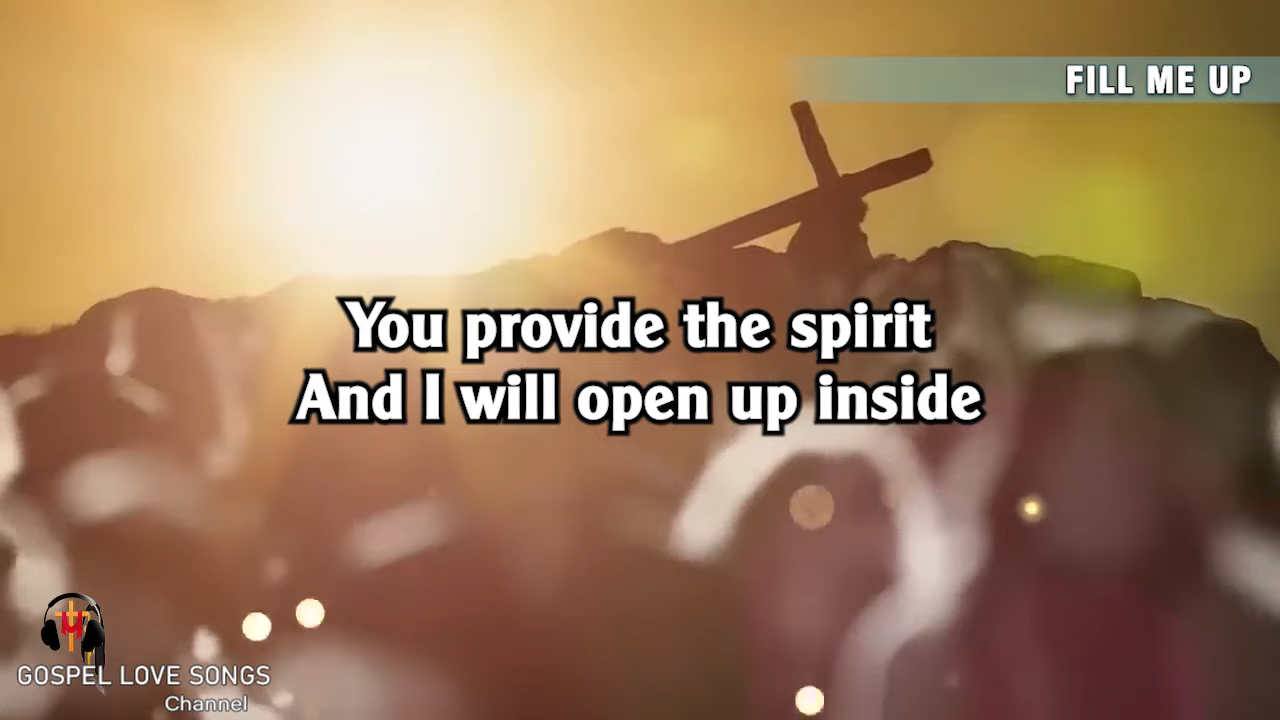 FILL ME UP
You provide the spirit
And I will open up inside
GOSPEL LOVE SONGS
Channel